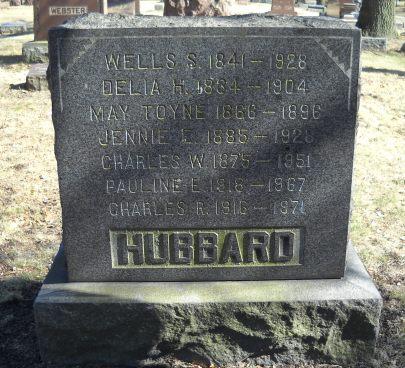 WEBSTER
WELLS S. 1841 – 1928
DELIA H. 1864 – 1904
MAY TOYNE 1866 – 1896
JENNIE E. 1885 – 1928
CHARLES W. 1875 – 1951
PAULINE E. 1918 – 1967
CHARLES R. 1916 – 1971
HUBBARD